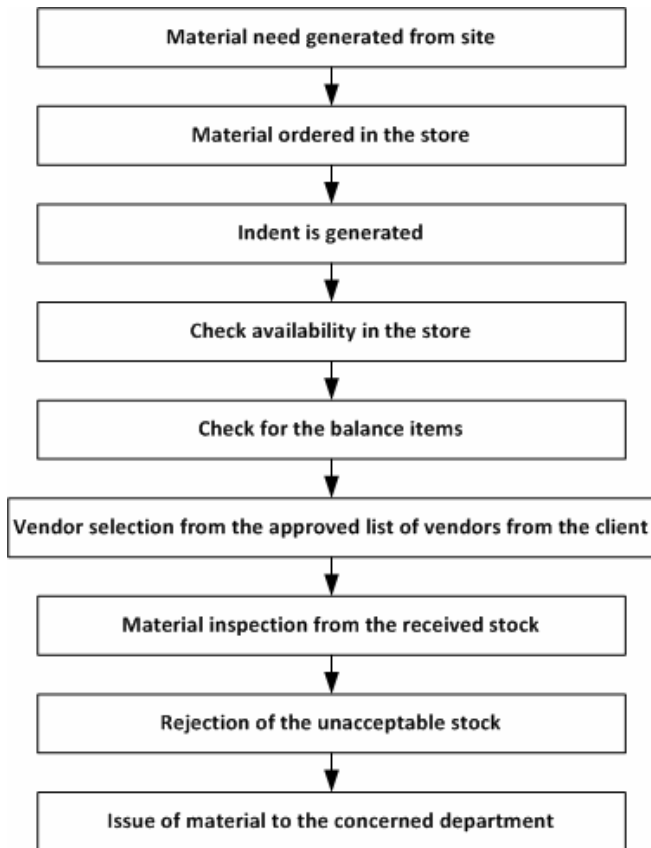 Material need generated from site
Material ordered in the store
Indent is generated
Check availability in the store
Check for the balance items
Vendor selection from the approved list of vendors from the client
Material inspection from the received stock
Rejection of the unacceptable stock
Issue of material to the concerned department